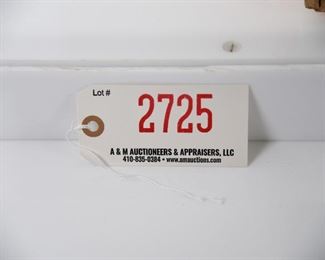 Lot #
2725
A & M AUCTIONEERS & APPRAISERS, LLC
410-835-0384 • www.amauctions.com